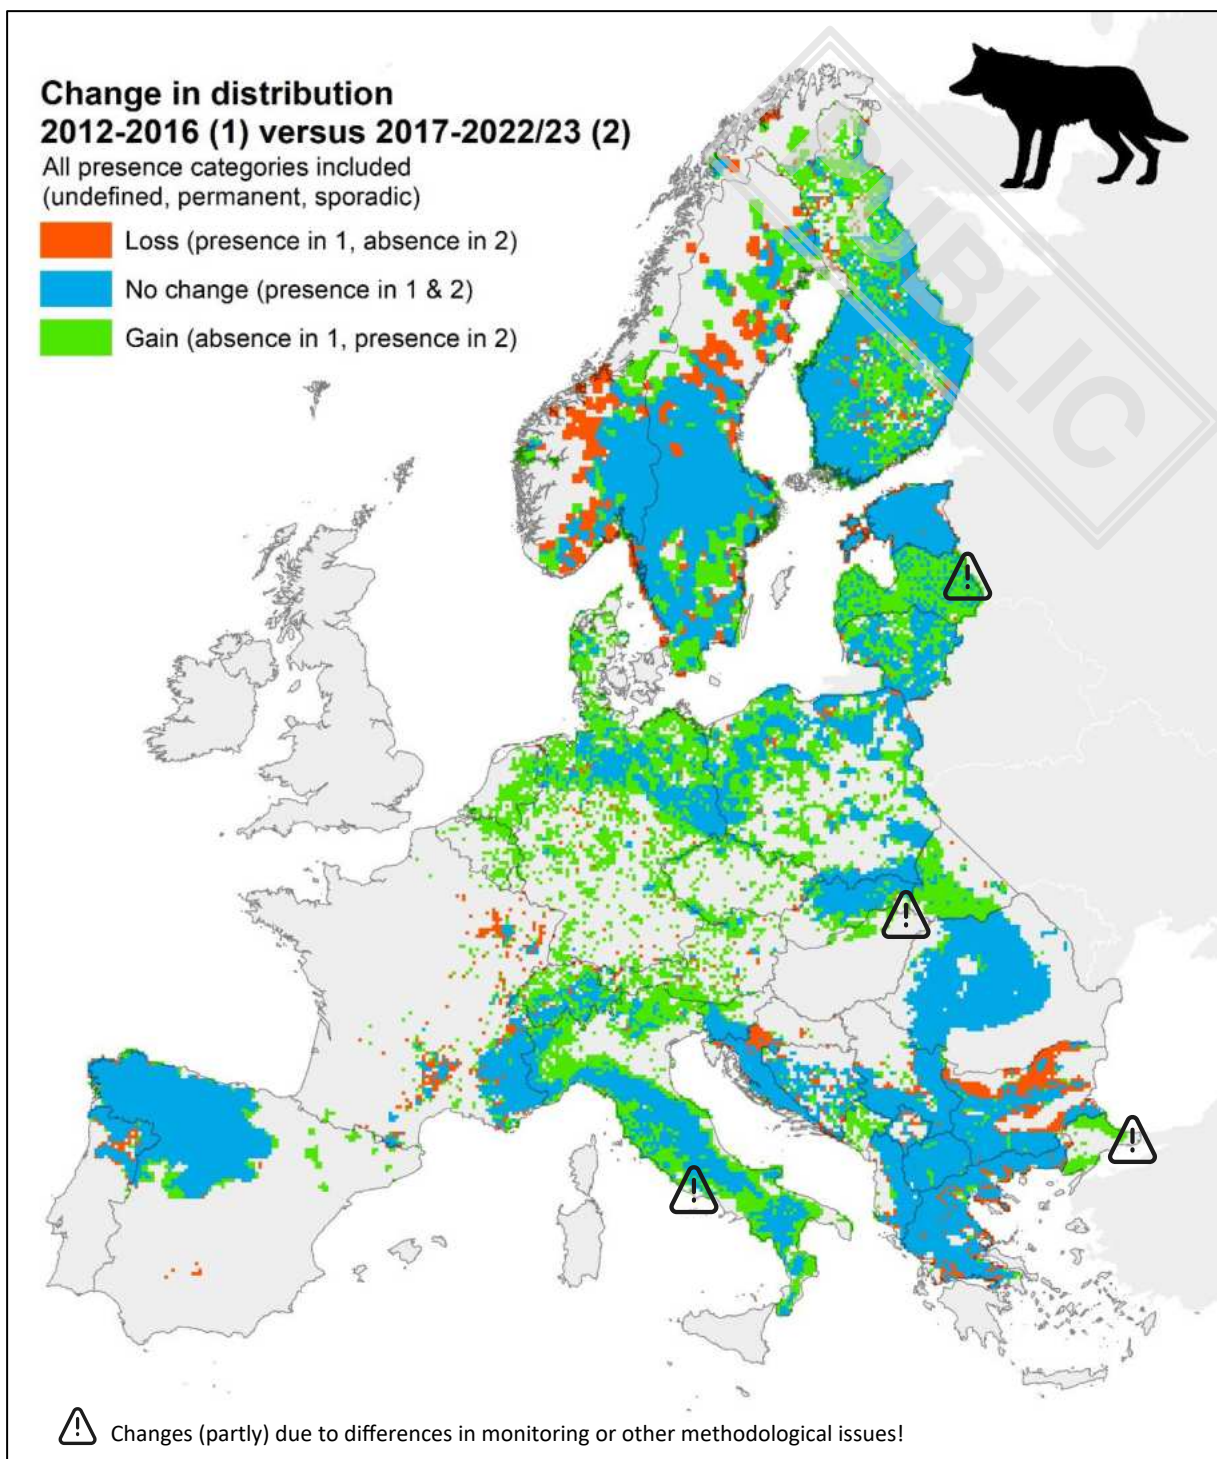 Change in distribution
2012-2016 (1) versus 2017-2022/23 (2)
All presence categories included
(undefined, permanent, sporadic)
Loss (presence in 1, absence in 2)
No change (presence in 1 & 2)
Gain (absence in 1, presence in 2)
PUBLIC
Changes (partly) due to differences in monitoring or other methodological issues!